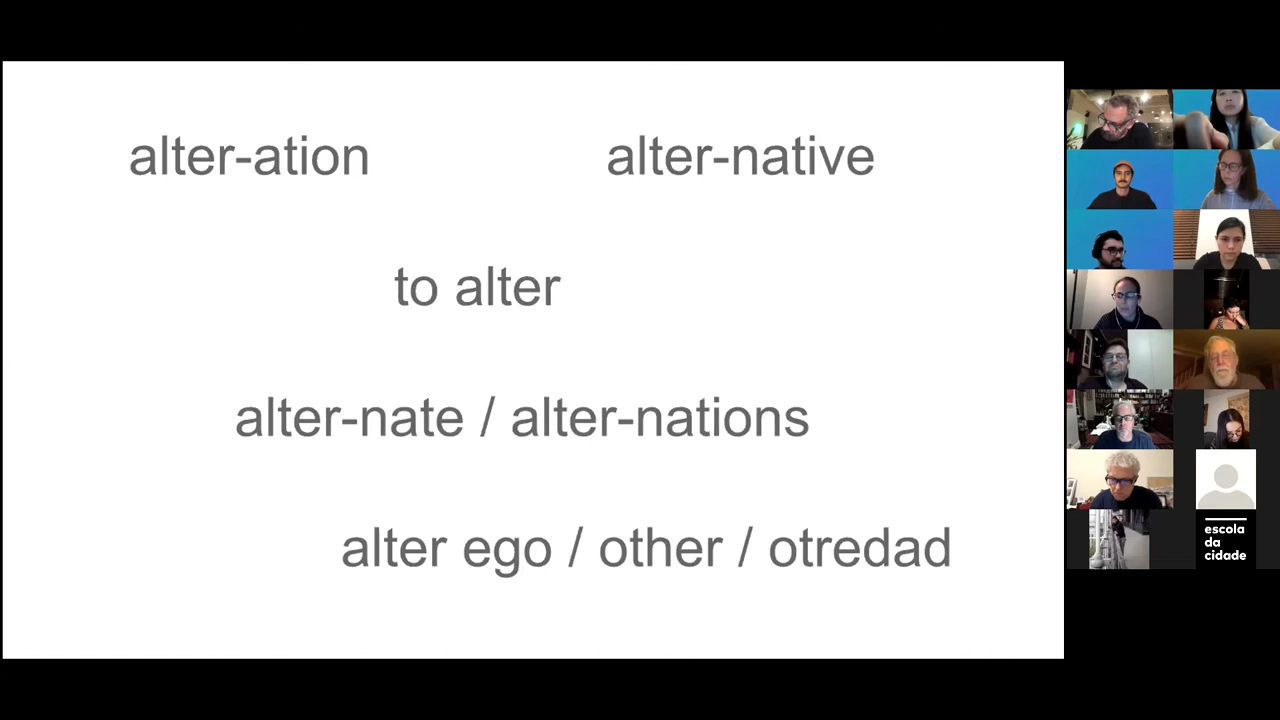 alter-ation alter-native
to alter
alter-nate / alter-nations
alter ego / other / otredad
escola
da
cidade